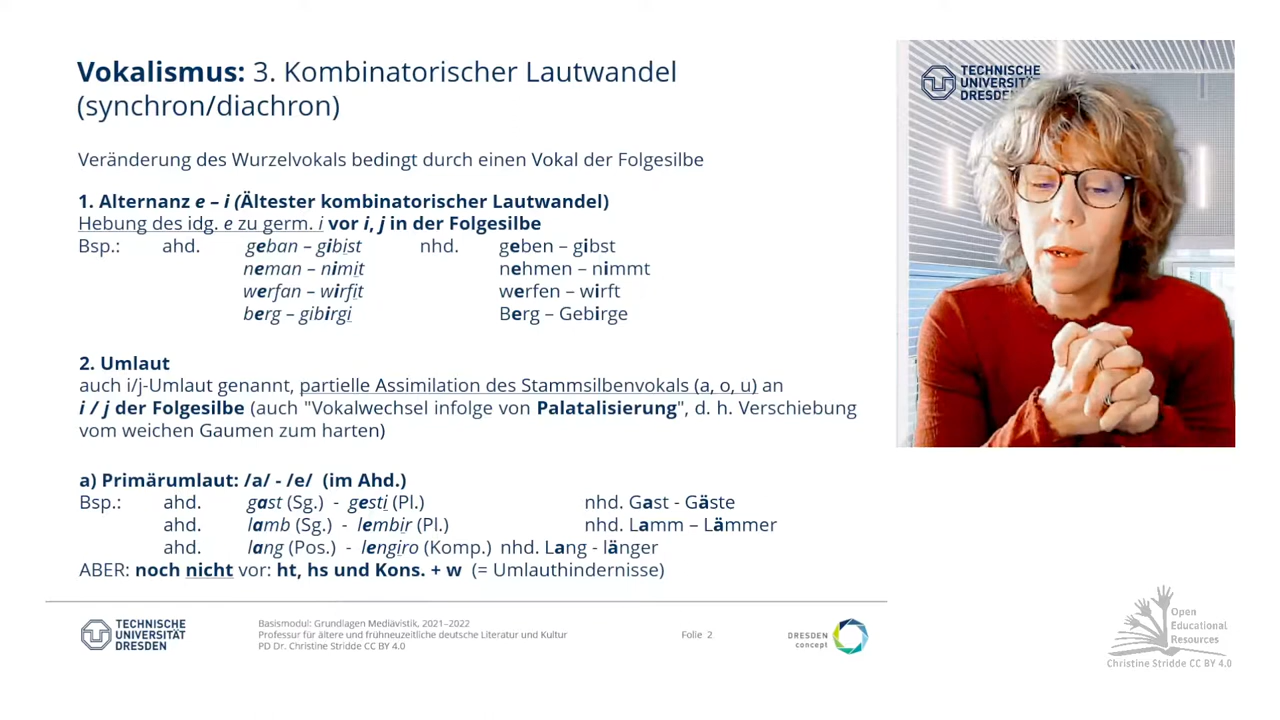 Vokalismus: 3. Kombinatorischer Lautwandel
(synchron/diachron)
Veränderung des Wurzelvokals bedingt durch einen Vokal der Folgesilbe
1. Alternanz e – i (Ältester kombinatorischer Lautwandel)
Hebung des idg. e zu germ. i vor i, j in der Folgesilbe
Bsp.: ahd. geban – gibist nhd. geben – gibst
neman – nimit nehmen – nimmt
werfan – wirfit werfen – wirft
berg – gibirgi Berg – Gebirge
2. Umlaut
auch i/j-Umlaut genannt, partielle Assimilation des Stammsilbenvokals (a, o, u) an
i / j der Folgesilbe (auch "Vokalwechsel infolge von Palatalisierung", d. h. Verschiebung
vom weichen Gaumen zum harten)
a) Primärumlaut: /a/ - /e/ (im Ahd.)
Bsp.: ahd. gast (Sg.) - gesti (Pl.) nhd. Gast - Gäste
ahd. lamb (Sg.) - lembir (Pl.) nhd. Lamm – Lämmer
ahd. lang (Pos.) - lengiro (Komp.) nhd. Lang - länger
ABER: noch nicht vor: ht, hs und Kons. + w (= Umlauthindernisse)
TECHNISCHE
UNIVERSITÄT
DRESDEN
Basismodul: Grundlagen Mediävistik, 2021–2022
Professur für ältere und frühneuzeitliche deutsche Literatur und Kultur
PD Dr. Christine Stridde CC BY 4.0
Folie 2
DRESDEN
concept
TECHNISCHE
UNIVERSITÄT
DRESDEN
Open
Educational
Resources
Christine Stridde CC BY 4.0